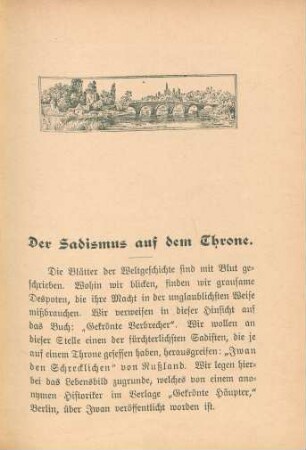 Der Sadismus auf dem Throne.
Die Blätter der Weltgeschichte sind mit Blut ge-
schrieben. Wohin wir blicken, finden wir grausame
Despoten, die ihre Macht in der unglaublichsten Weise
mißbrauchen. Wir verweisen in dieser Hinsicht auf
das Buch: „Gekrönte Verbrecher“. Wir wollen an
dieser Stelle einen der fürchterlichsten Sadisten, die je
auf einem Throne gesessen haben, herausgreifen: „Iwan
den Schrecklichen“ von Rußland. Wir legen hier-
bei das Lebensbild zugrunde, welches von einem ano-
nymen Historiker im Verlage „Gekrönte Häupter,“
Berlin, über Iwan veröffentlicht worden ist.